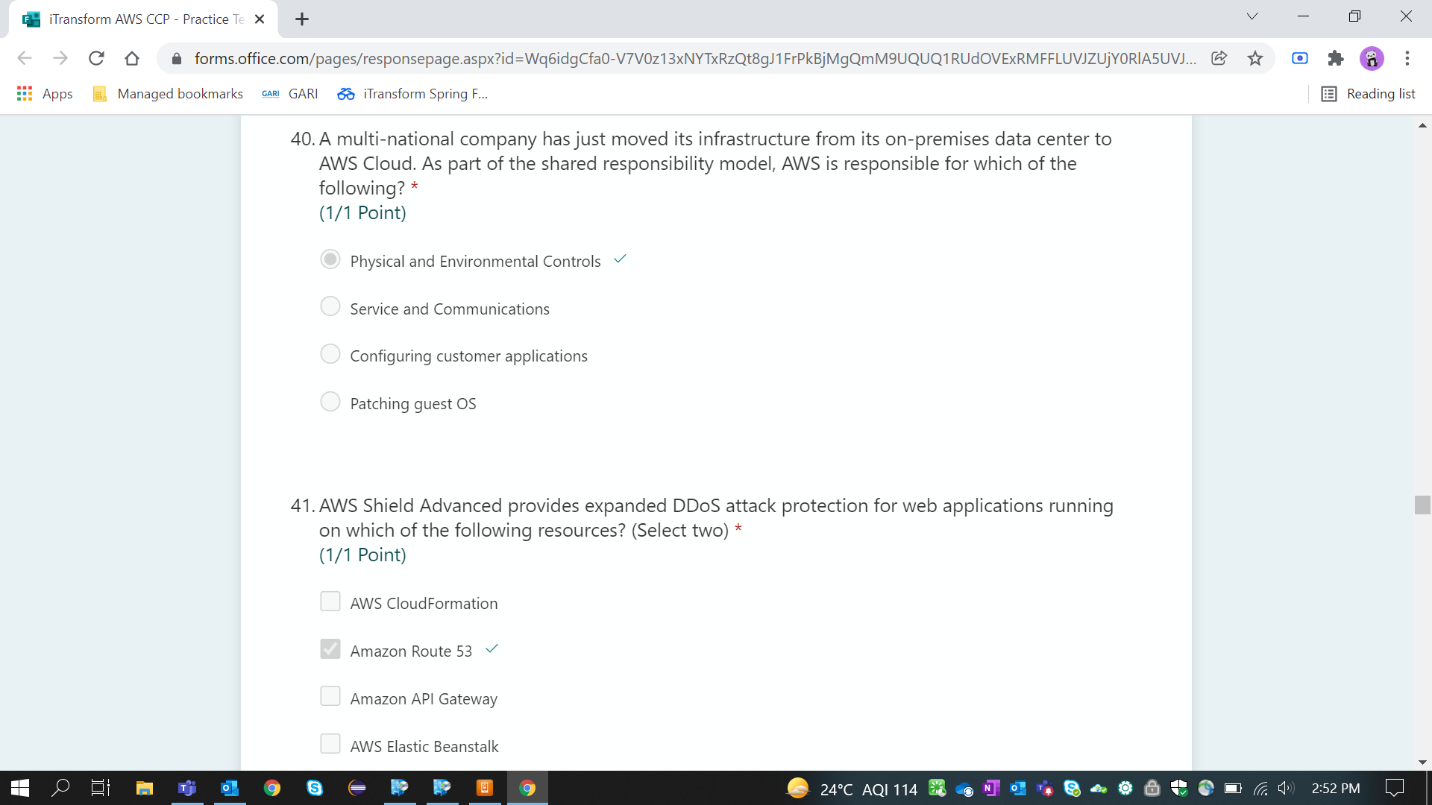 iTransform AWS CCP - Practice Te
forms.office.com/pages/responsepage.aspx?id=Wq6idgCfa0-V7V0z13xNYTxRzQt8gJ1FrPkBjMgQmM9UQUQ1RUdOVExRMFFLUVJZUjY0RlA5UVJ...
Apps Managed bookmarks GARI GARI iTransform Spring F... Reading list
40. A multi-national company has just moved its infrastructure from its on-premises data center to
AWS Cloud. As part of the shared responsibility model, AWS is responsible for which of the
following? *
(1/1 Point)
Physical and Environmental Controls
Service and Communications
Configuring customer applications
Patching guest OS
41. AWS Shield Advanced provides expanded DDoS attack protection for web applications running
on which of the following resources? (Select two) *
(1/1 Point)
AWS CloudFormation
Amazon Route 53
Amazon API Gateway
AWS Elastic Beanstalk
24°C AQI 114 2:52 PM